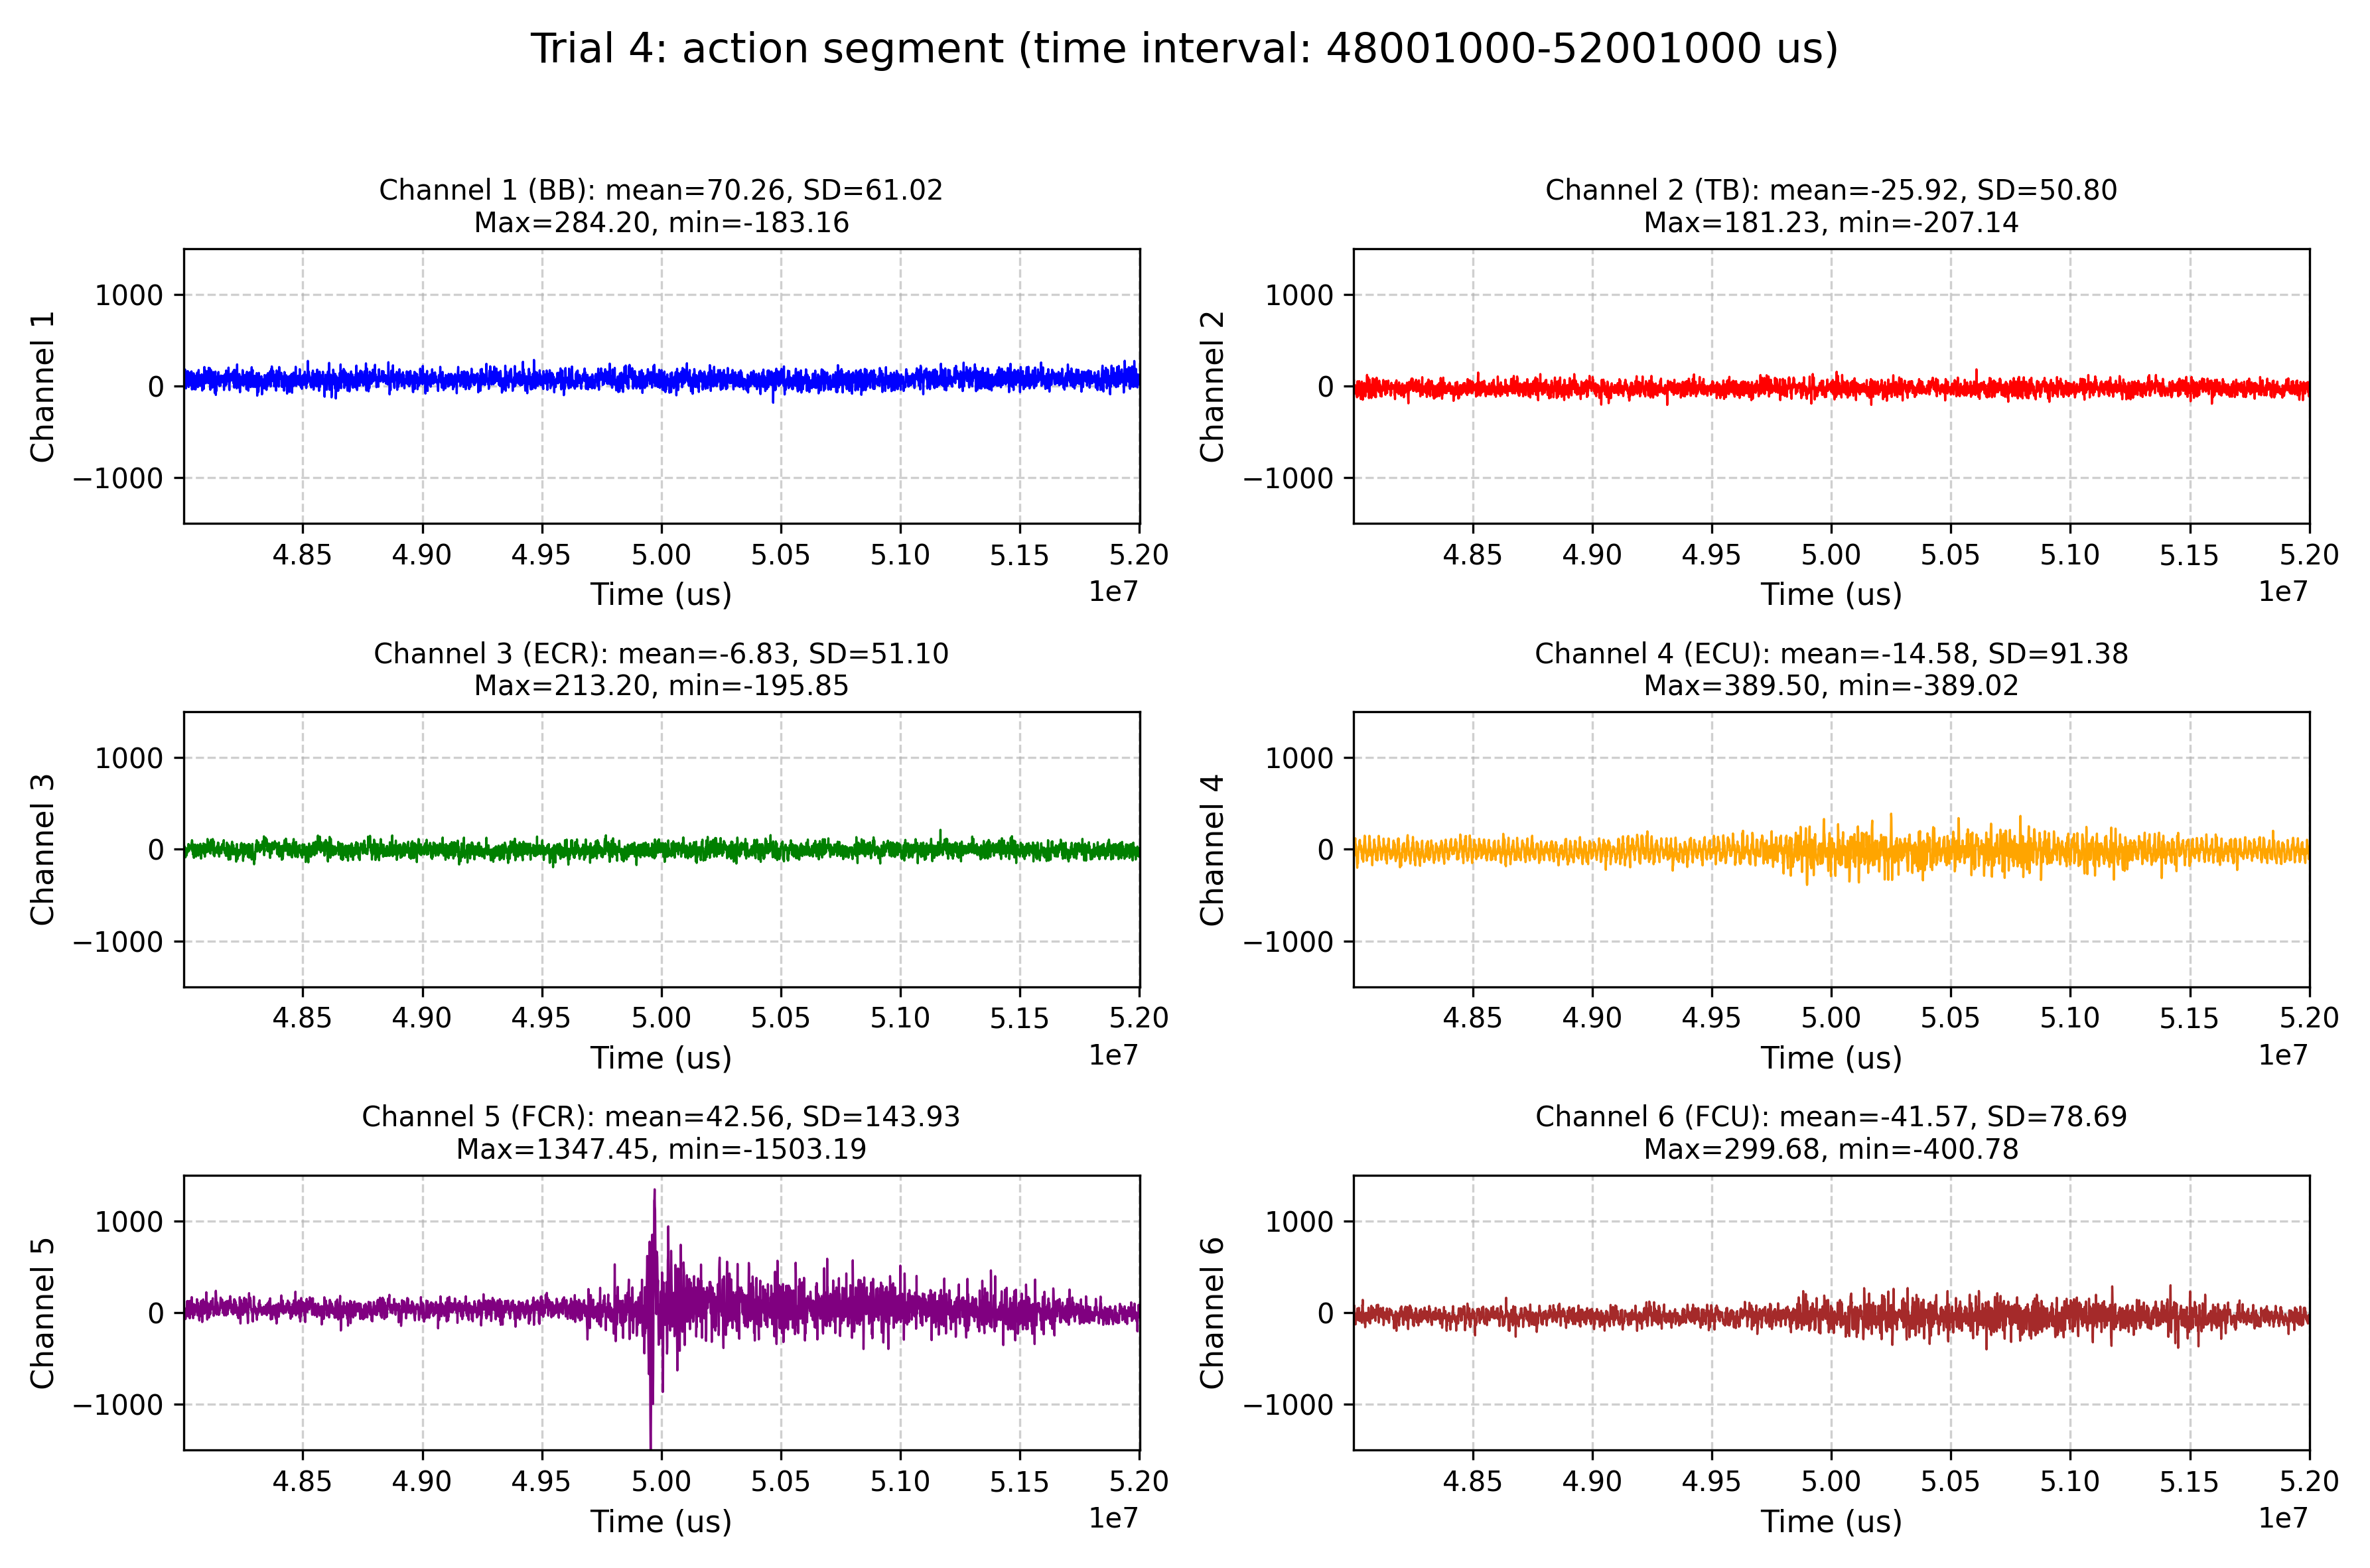 Trial 4: action segment (time interval: 48001000-52001000 us)
Channel 1 (BB): mean=70.26, SD=61.02
Max=284.20, min=-183.16
Channel 1
1000
0
−1000
4.85 4.90 4.95 5.00 5.05 5.10 5.15 5.20
Time (us)
1e7
Channel 2 (TB): mean=-25.92, SD=50.80
Max=181.23, min=-207.14
Channel 2
1000
0
−1000
4.85 4.90 4.95 5.00 5.05 5.10 5.15 5.20
Time (us)
1e7
Channel 3 (ECR): mean=-6.83, SD=51.10
Max=213.20, min=-195.85
Channel 3
1000
0
−1000
4.85 4.90 4.95 5.00 5.05 5.10 5.15 5.20
Time (us)
1e7
Channel 4 (ECU): mean=-14.58, SD=91.38
Max=389.50, min=-389.02
Channel 4
1000
0
−1000
4.85 4.90 4.95 5.00 5.05 5.10 5.15 5.20
Time (us)
1e7
Channel 5 (FCR): mean=42.56, SD=143.93
Max=1347.45, min=-1503.19
Channel 5
1000
0
−1000
4.85 4.90 4.95 5.00 5.05 5.10 5.15 5.20
Time (us)
1e7
Channel 6 (FCU): mean=-41.57, SD=78.69
Max=299.68, min=-400.78
Channel 6
1000
0
−1000
4.85 4.90 4.95 5.00 5.05 5.10 5.15 5.20
Time (us)
1e7